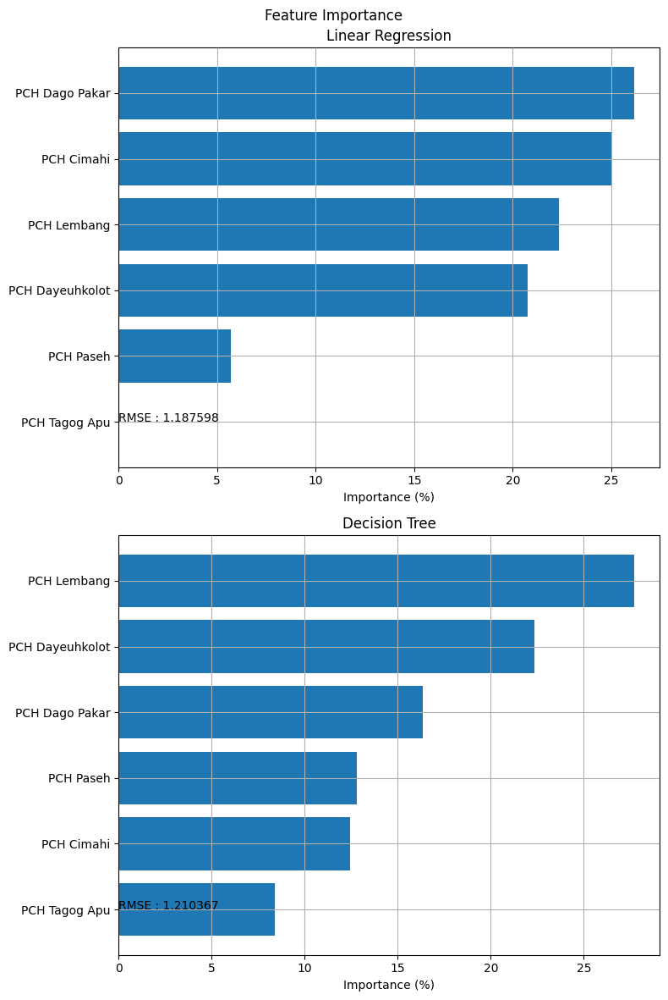 Feature Importance
Linear Regression
PCH Dago Pakar
PCH Cimahi
PCH Lembang
PCH Dayeuhkolot
PCH Paseh
PCH Tagog Apu
RMSE : 1.187598
0 5 10 15 20 25
Importance (%)
Decision Tree
PCH Lembang
PCH Dayeuhkolot
PCH Dago Pakar
PCH Paseh
PCH Cimahi
PCH Tagog Apu
RMSE : 1.210367
0 5 10 15 20 25
Importance (%)